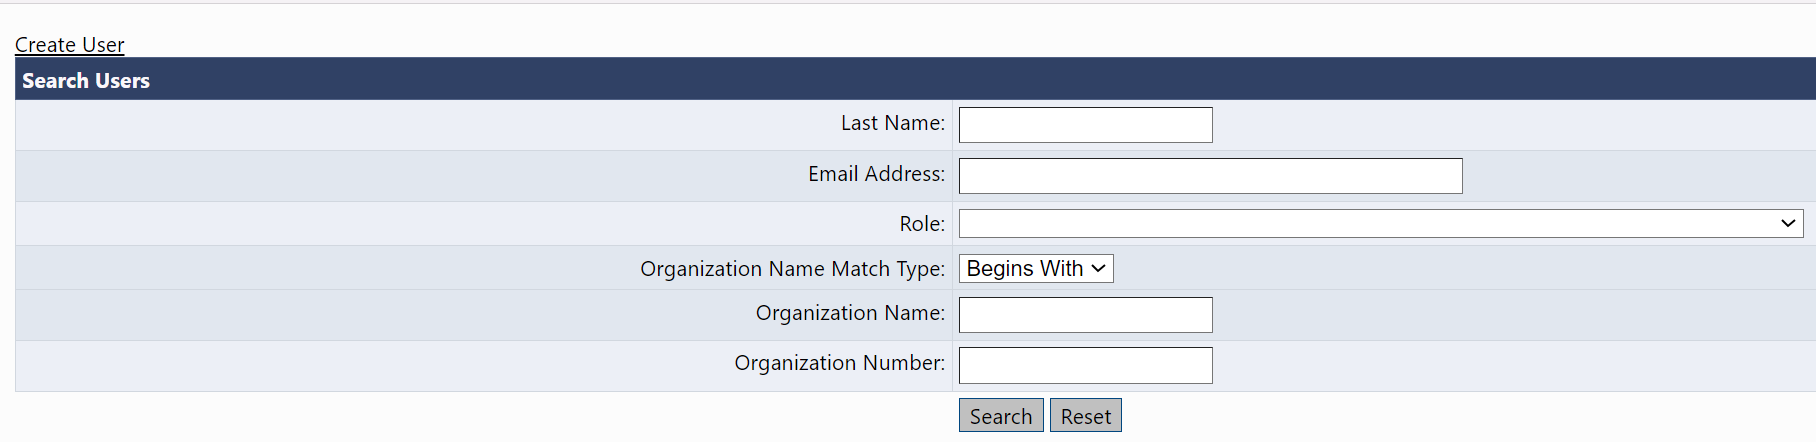 Create User
Search Users
Last Name:
Email Address:
Role:
Organization Name Match Type: Begins With
Organization Name:
Organization Number:
Search Reset